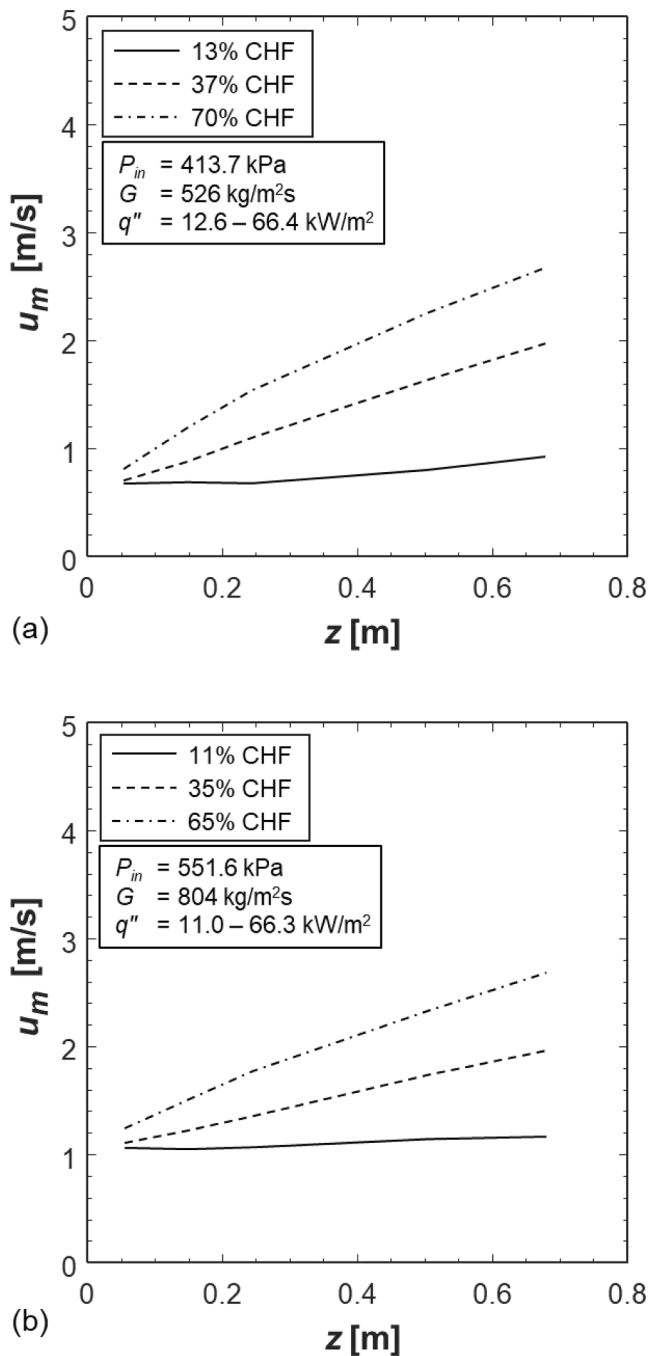 5
4
3
2
1
0
u_m [m/s]
13% CHF
37% CHF
70% CHF
P_in = 413.7 kPa
G = 526 kg/m²s
q″ = 12.6 – 66.4 kW/m²
0 0.2 0.4 0.6 0.8
z [m]
(a)
5
4
3
2
1
0
u_m [m/s]
11% CHF
35% CHF
65% CHF
P_in = 551.6 kPa
G = 804 kg/m²s
q″ = 11.0 – 66.3 kW/m²
0 0.2 0.4 0.6 0.8
z [m]
(b)